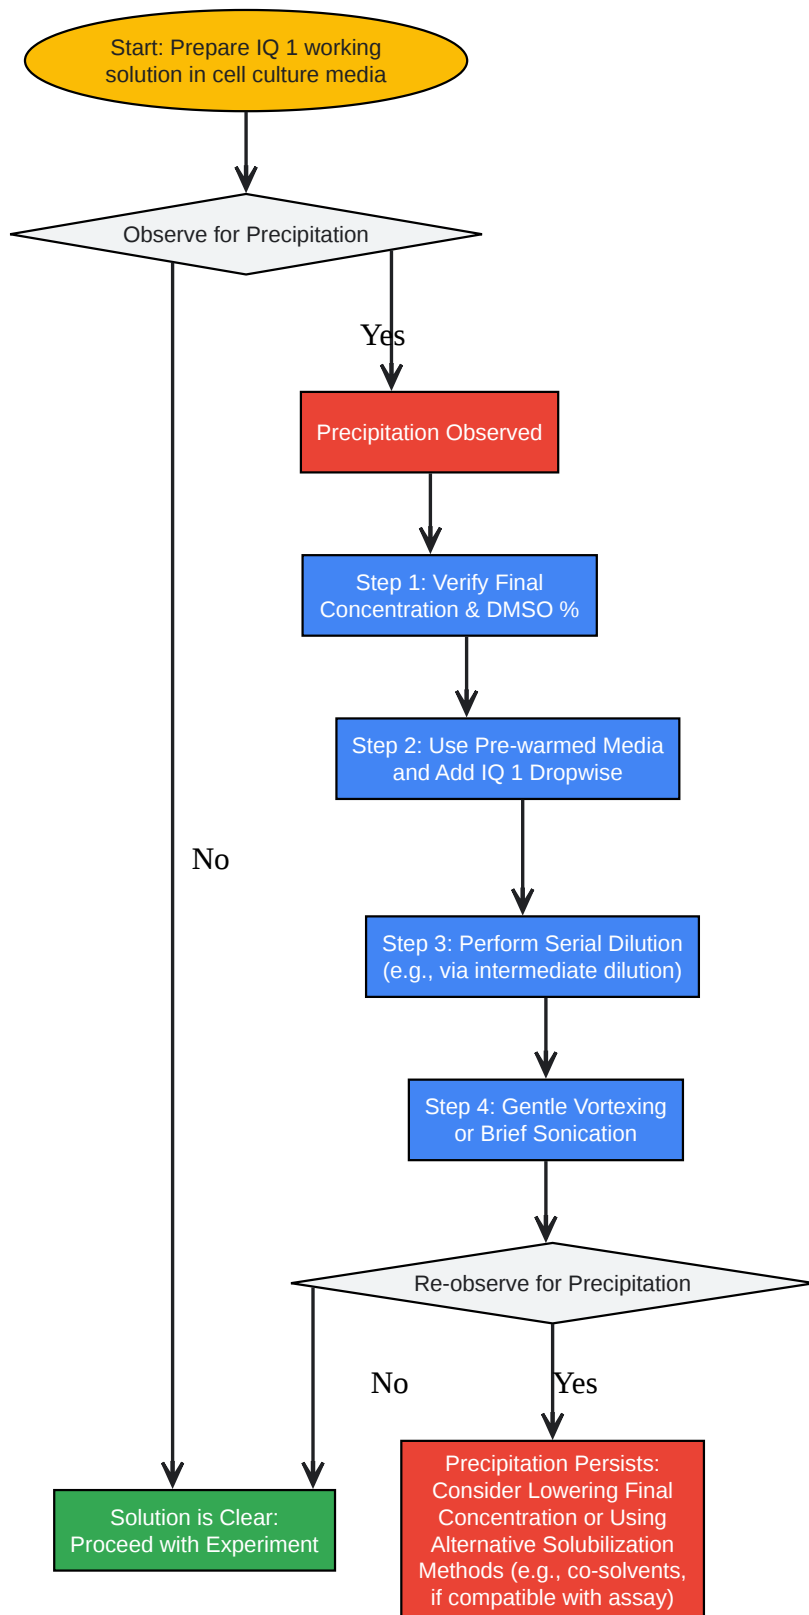 Start: Prepare IQ 1 working
solution in cell culture media
Observe for Precipitation
Yes
Precipitation Observed
Step 1: Verify Final
Concentration & DMSO %
Step 2: Use Pre-warmed Media
and Add IQ 1 Dropwise
No
Step 3: Perform Serial Dilution
(e.g., via intermediate dilution)
Step 4: Gentle Vortexing
or Brief Sonication
Re-observe for Precipitation
No
Yes
Solution is Clear:
Proceed with Experiment
Precipitation Persists:
Consider Lowering Final
Concentration or Using
Alternative Solubilization
Methods (e.g., co-solvents,
if compatible with assay)